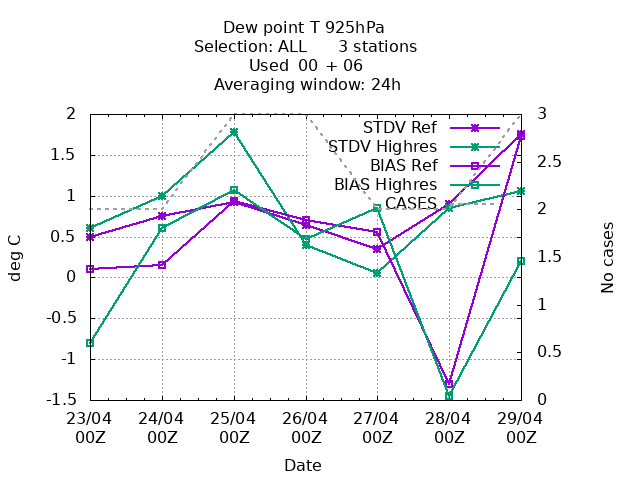 Dew point T 925hPa
Selection: ALL 3 stations
Used 00 + 06
Averaging window: 24h
STDV Ref
STDV Highres
BIAS Ref
BIAS Highres
CASES
2
1.5
1
0.5
0
-0.5
-1
-1.5
deg C
3
2.5
2
1.5
1
0.5
0
No cases
23/04 24/04 25/04 26/04 27/04 28/04 29/04
00Z 00Z 00Z 00Z 00Z 00Z 00Z
Date